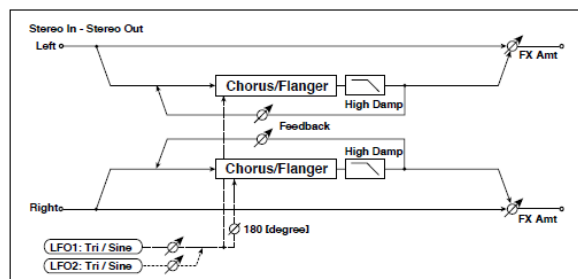 Stereo In - Stereo Out
Left
FX Amt
Chorus/Flanger
High Damp
Feedback
High Damp
Chorus/Flanger
Right
FX Amt
180 [degree]
LFO1: Tri / Sine
LFO2: Tri / Sine